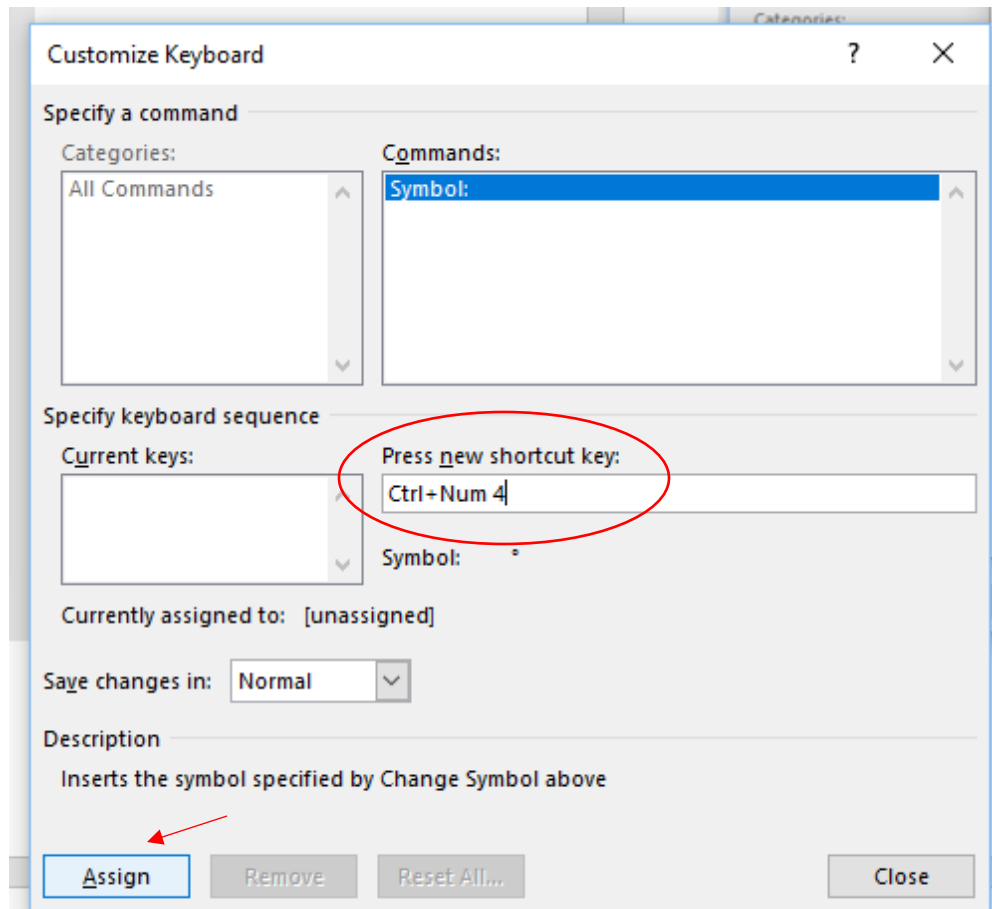 Categories:
Customize Keyboard ?
Specify a command
Categories: Commands:
All Commands Symbol:
Specify keyboard sequence
Current keys: Press new shortcut key:
Ctrl+Num 4
Symbol: °
Currently assigned to: [unassigned]
Save changes in: Normal
Description
Inserts the symbol specified by Change Symbol above
Assign Remove Reset All... Close